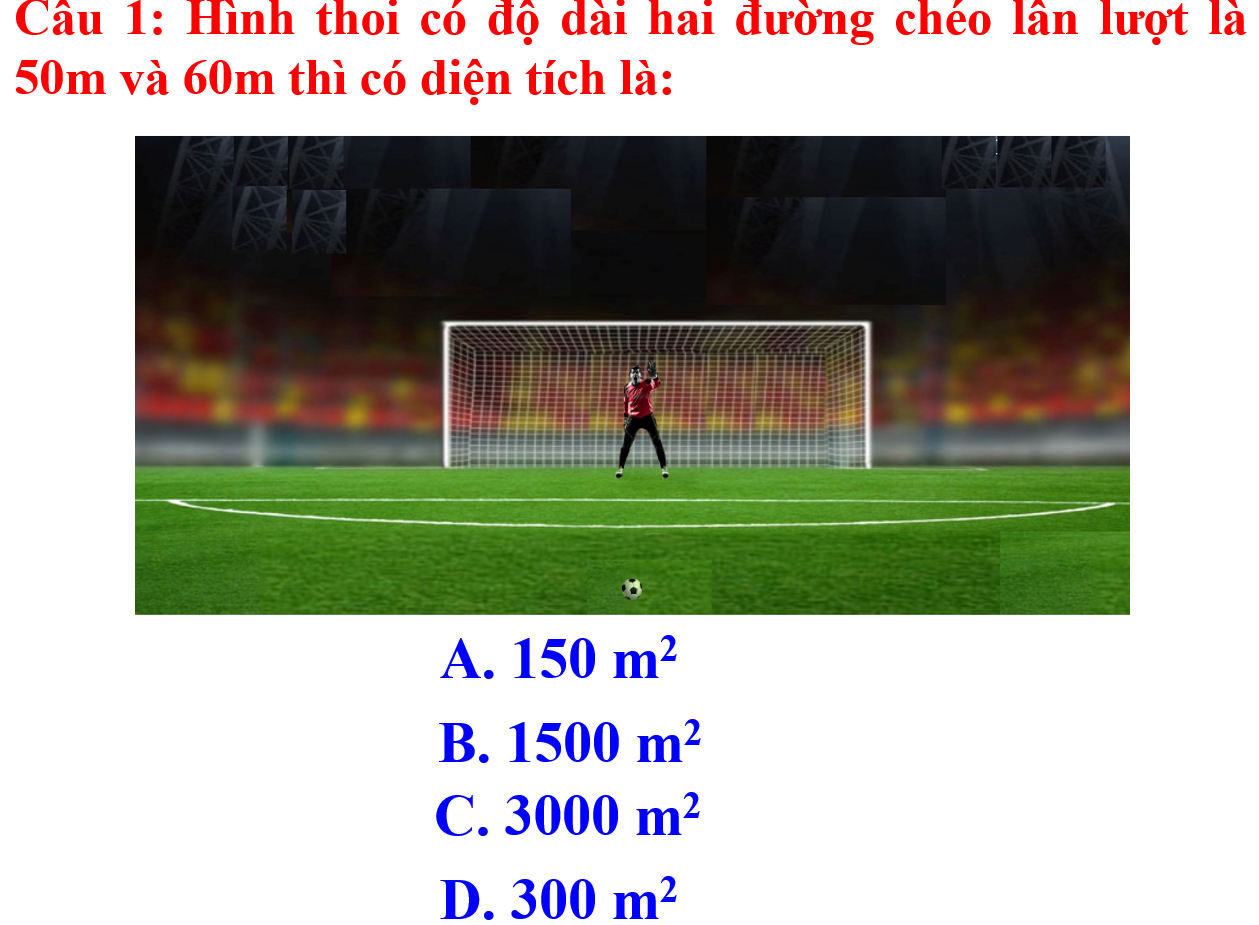 Câu 1: Hình thoi có độ dài hai đường chéo lần lượt là
50m và 60m thì có diện tích là:
A. 150 m²
B. 1500 m²
C. 3000 m²
D. 300 m²